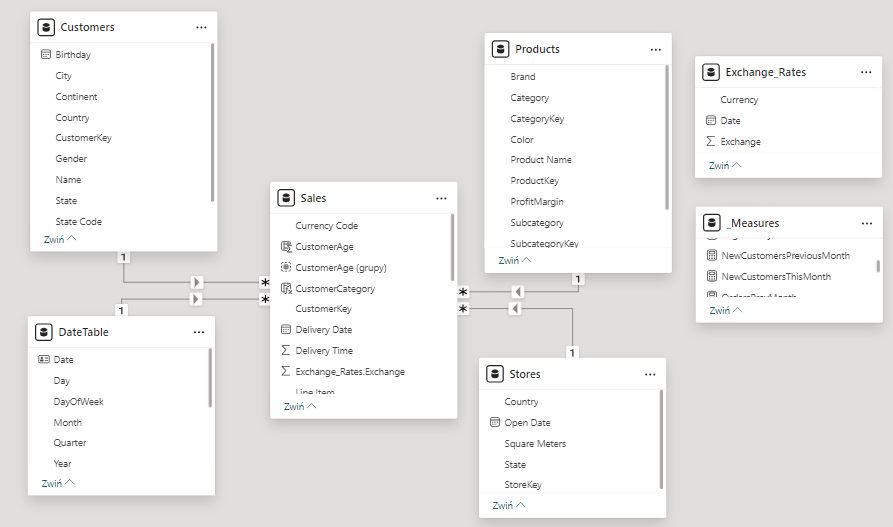 Customers
Birthday
City
Continent
Country
CustomerKey
Gender
Name
State
State Code
Zwiń
Products
Brand
Category
CategoryKey
Color
Product Name
ProductKey
ProfitMargin
Subcategory
SubcategoryKey
Zwiń
Exchange_Rates
Currency
Date
Exchange
Zwiń
_Measures
NewCustomersPreviousMonth
NewCustomersThisMonth
OrdersPrevMonth
Zwiń
Sales
Currency Code
CustomerAge
CustomerAge (grupy)
CustomerCategory
CustomerKey
Delivery Date
Delivery Time
Exchange_Rates.Exchange
Line Item
Zwiń
DateTable
Date
Day
DayOfWeek
Month
Quarter
Year
Zwiń
Stores
Country
Open Date
Square Meters
State
StoreKey
Zwiń
1
*
1
*
1
*
1
*